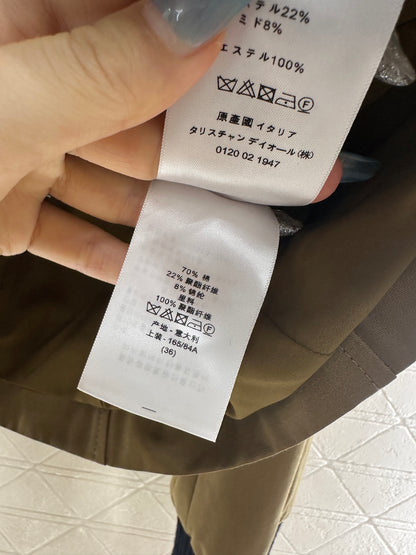 ステル22%
ミド8%
エステル100%
原產國イタリア
タリスチャン ディオール(株)
0120 02 1947
70% 棉
22% 聚酯纤维
8% 锦纶
里料
100% 聚酯纤维
产地 - 意大利
上装 - 165/84A
(36)